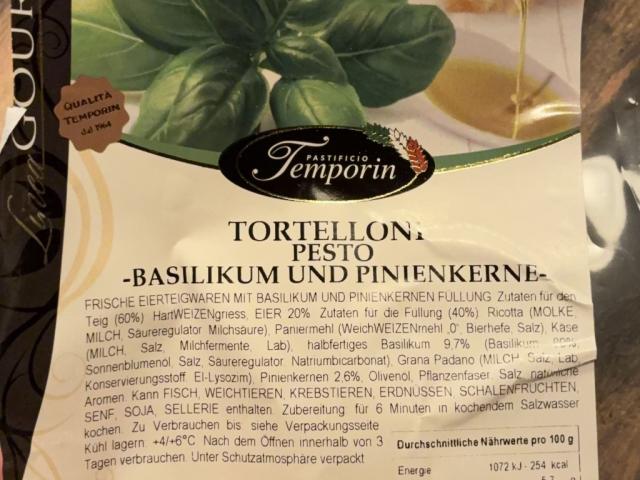 Linea GOUR
QUALITÀ
TEMPORIN
dal 1964
PASTIFICIO
Temporin
TORTELLONI
PESTO
-BASILIKUM UND PINIENKERNE-
FRISCHE EIERTEIGWAREN MIT BASILIKUM UND PINIENKERNEN FÜLLUNG Zutaten für den
Teig (60%) HartWEIZENgriess, EIER 20% Zutaten für die Füllung (40%) Ricotta (MOLKE,
MILCH, Säureregulator Milchsäure), Paniermehl (WeichWEIZENmehl „0", Bierhefe, Salz), Käse
(MILCH, Salz, Milchfermente, Lab), halbfertiges Basilikum 9,7% (Basilikum
Sonnenblumenöl, Salz, Säureregulator Natriumbicarbonat), Grana Padano (MILCH, Salz, Lab
Konservierungsstoff EI-Lysozim), Pinienkernen 2,6%, Olivenöl, Pflanzenfaser, Salz natürliche
Aromen. Kann FISCH, WEICHTIEREN, KREBSTIEREN, ERDNÜSSEN, SCHALENFRÜCHTEN,
SENF, SOJA, SELLERIE enthalten. Zubereitung für 6 Minuten in kochendem Salzwasser
kochen. Zu Verbrauchen bis siehe Verpackungsseite
Kühl lagern +4/+6°C Nach dem Öffnen innerhalb von 3
Tagen verbrauchen. Unter Schutzatmosphäre verpackt
Durchschnittliche Nährwerte pro 100 g
Energie 1072 kJ - 254 kcal